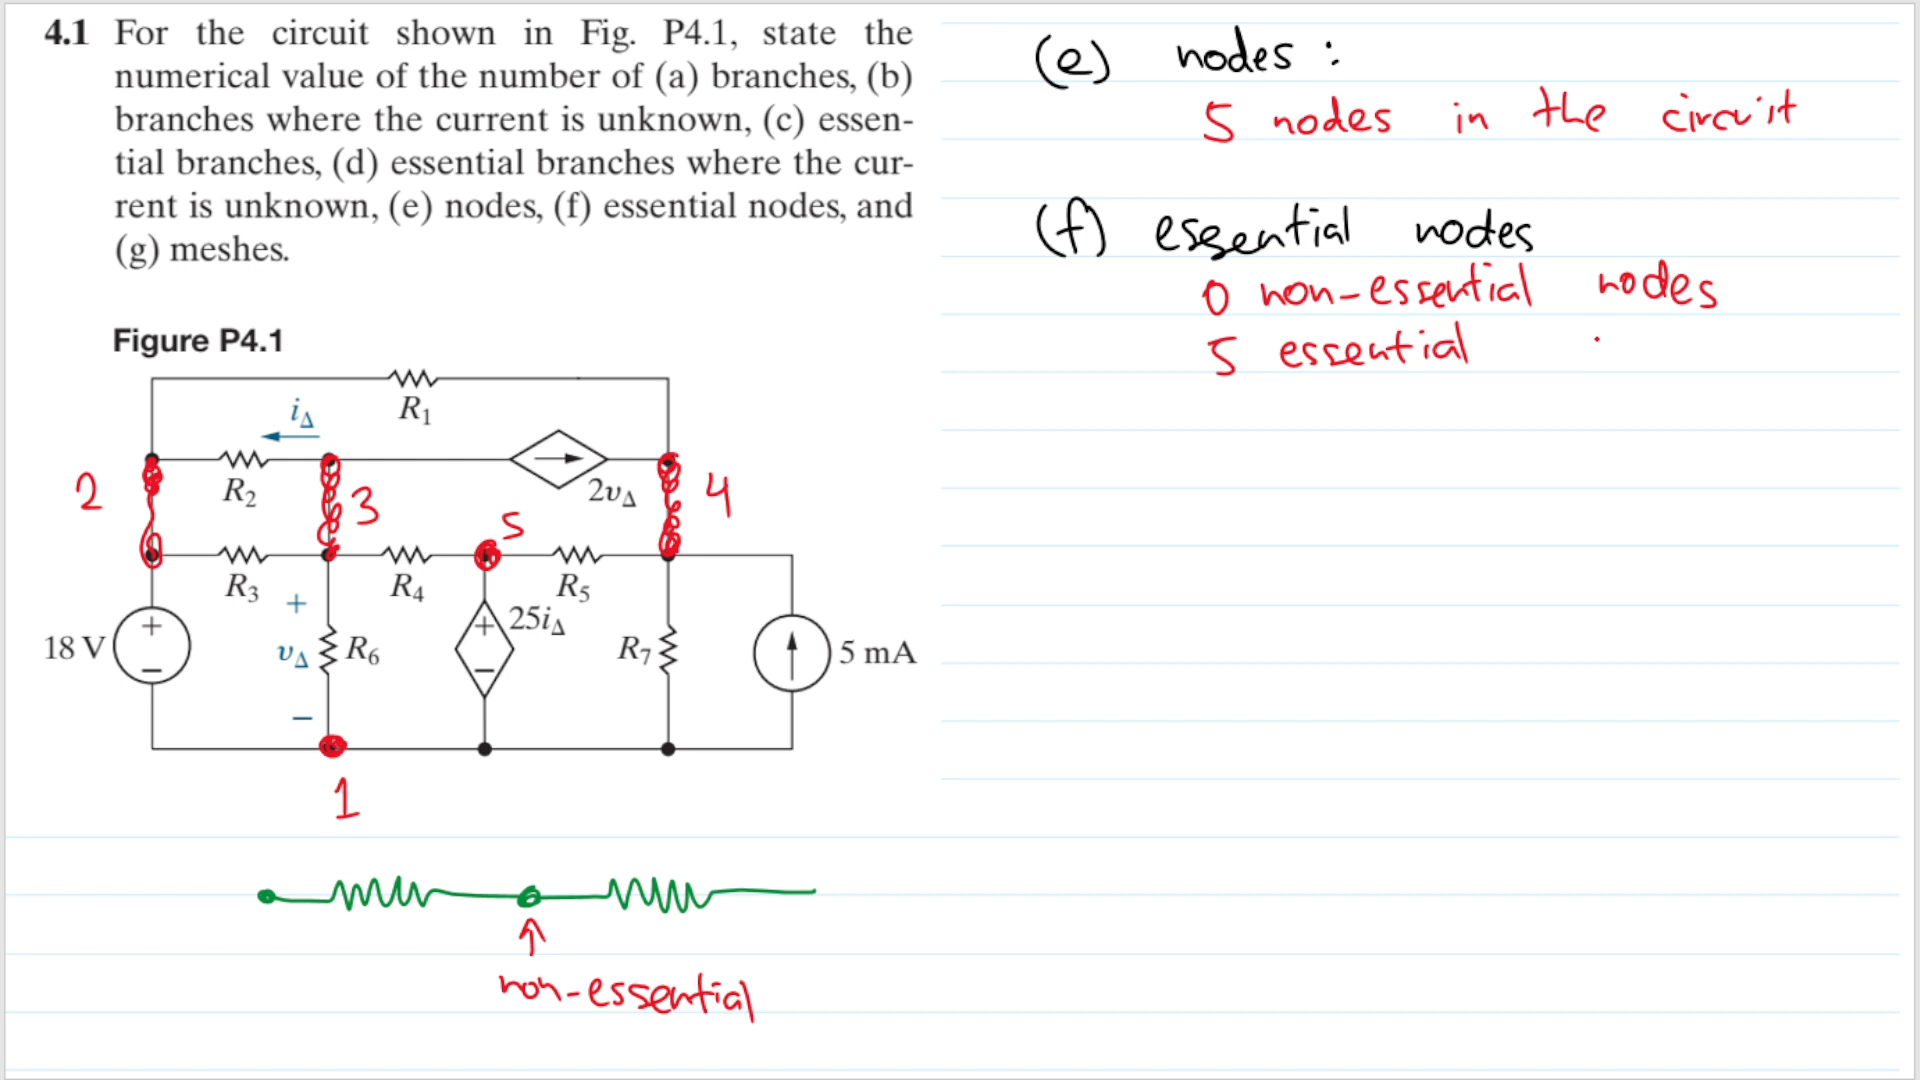 4.1 For the circuit shown in Fig. P4.1, state the
numerical value of the number of (a) branches, (b)
branches where the current is unknown, (c) essen-
tial branches, (d) essential branches where the cur-
rent is unknown, (e) nodes, (f) essential nodes, and
(g) meshes.
Figure P4.1
R1
iΔ
R2
2vΔ
2
3
4
5
R3
R4
R5
+
25iΔ
18 V
+
−
vΔ
R6
+
−
R7
5 mA
−
1
non-essential
(e) nodes :
5 nodes in the circuit
(f) essential nodes
0 non-essential nodes
5 essential